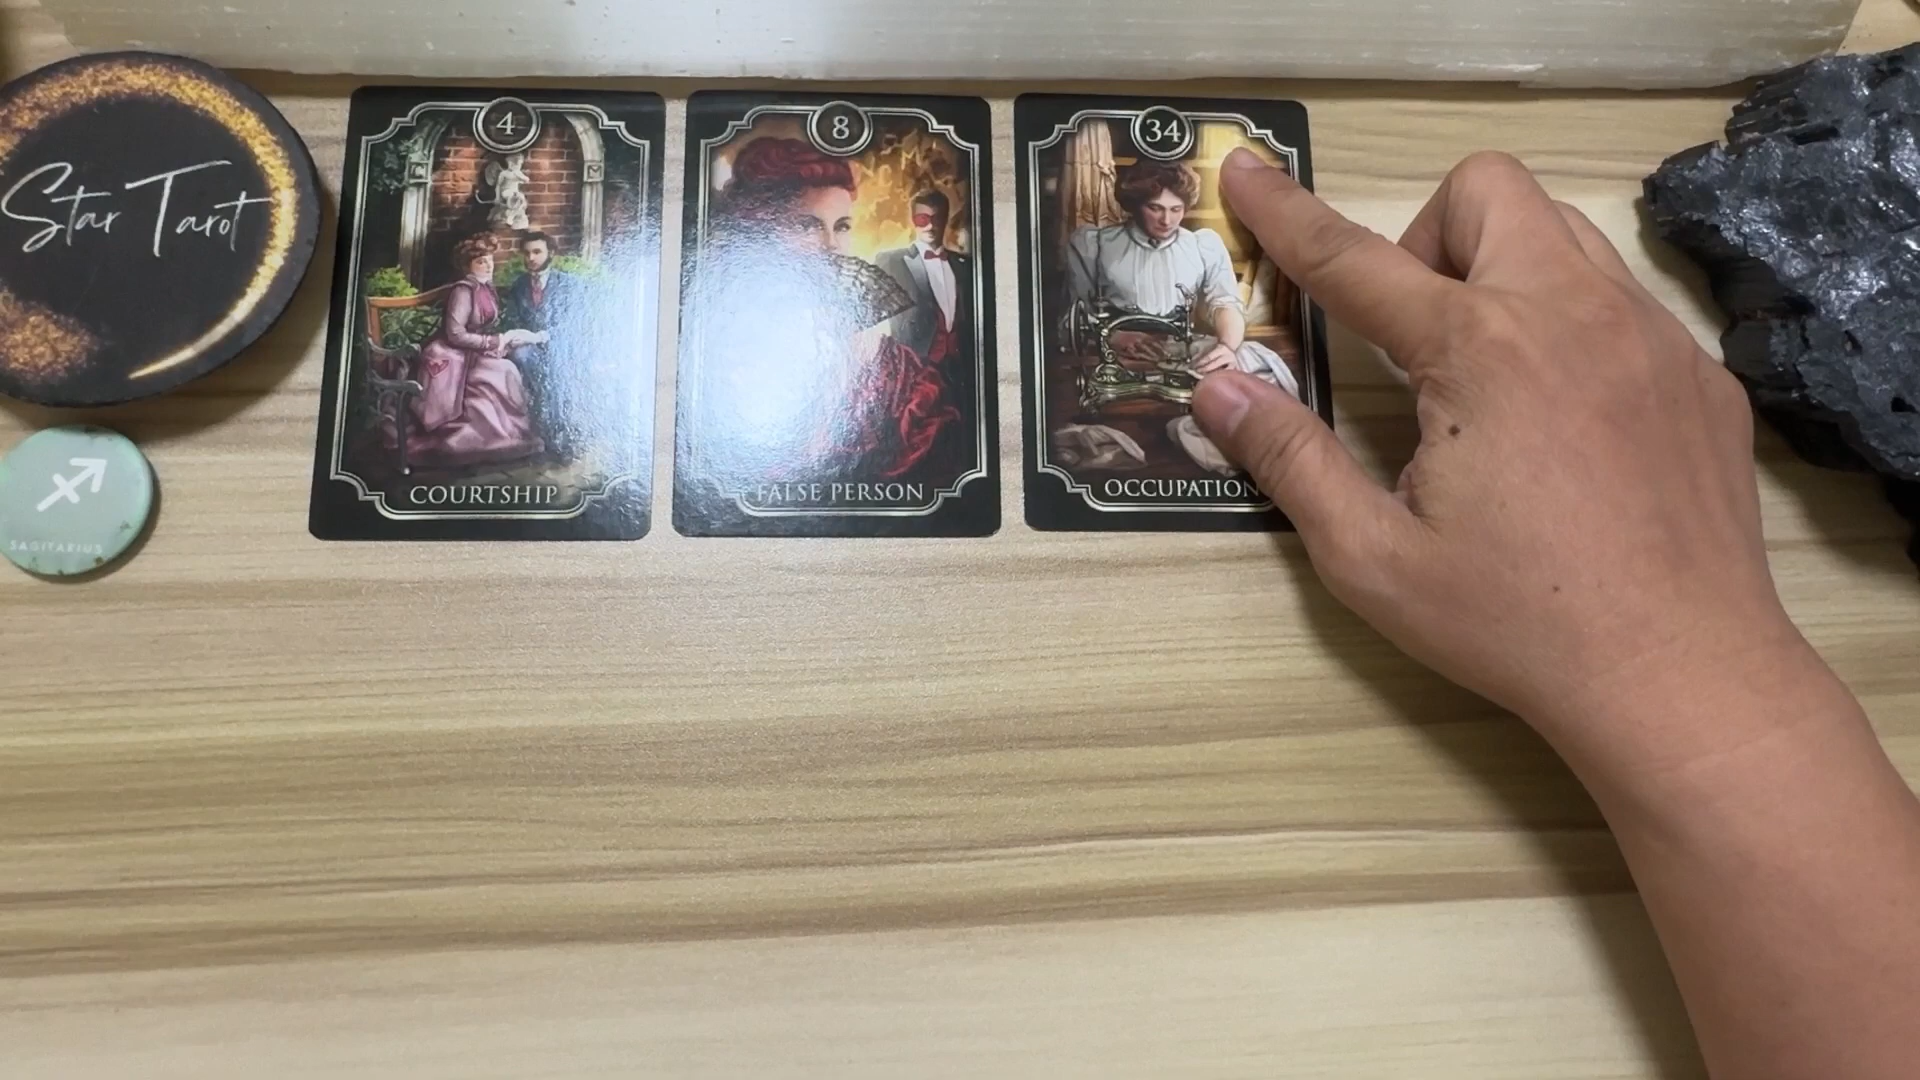 Star Tarot
SAGITARIUS
4
COURTSHIP
8
FALSE PERSON
34
OCCUPATION